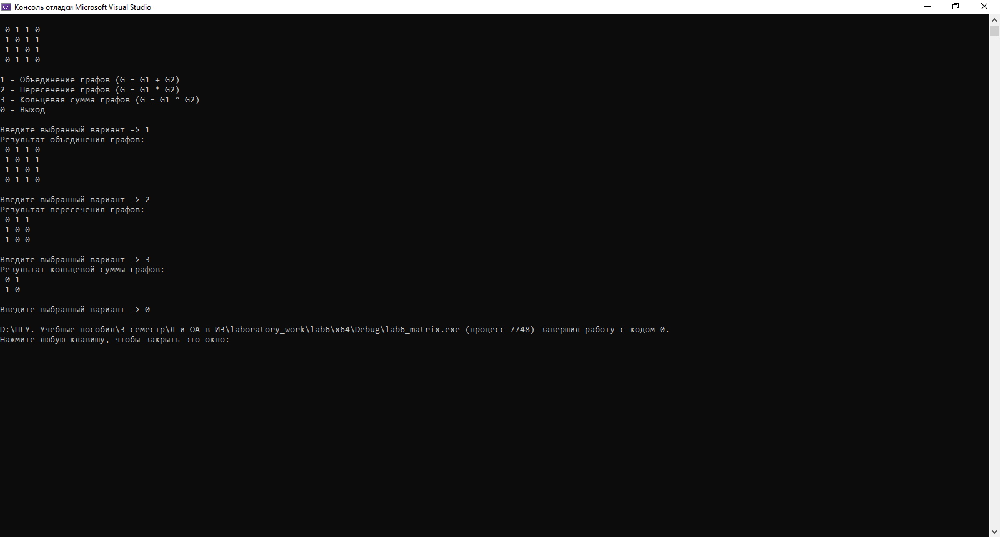 Консоль отладки Microsoft Visual Studio
0 1 1 0
1 0 1 1
1 1 0 1
0 1 1 0
1 - Объединение графов (G = G1 + G2)
2 - Пересечение графов (G = G1 * G2)
3 - Кольцевая сумма графов (G = G1 ^ G2)
0 - Выход
Введите выбранный вариант -> 1
Результат объединения графов:
0 1 1 0
1 0 1 1
1 1 0 1
0 1 1 0
Введите выбранный вариант -> 2
Результат пересечения графов:
0 1 1
1 0 0
1 0 0
Введите выбранный вариант -> 3
Результат кольцевой суммы графов:
0 1
1 0
Введите выбранный вариант -> 0
D:\ПГУ. Учебные пособия\3 семестр\Л и ОА в ИЗ\laboratory_work\lab6\x64\Debug\lab6_matrix.exe (процесс 7748) завершил работу с кодом 0.
Нажмите любую клавишу, чтобы закрыть это окно: